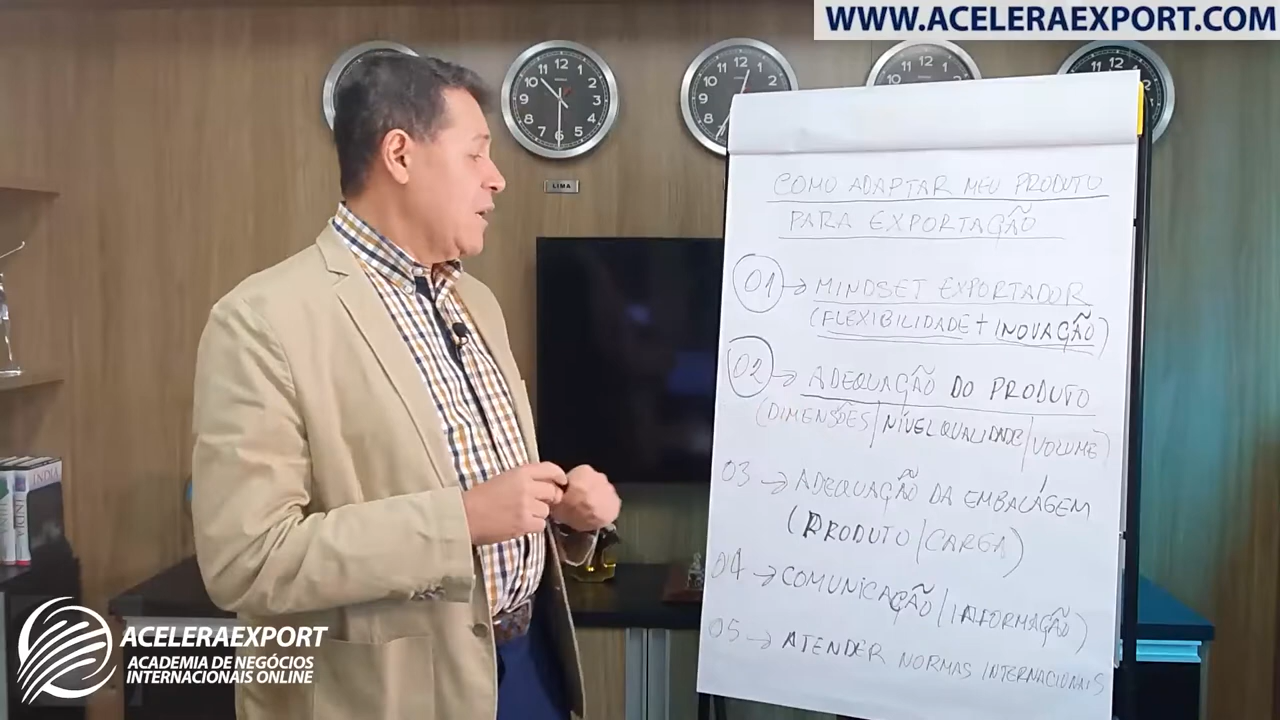 WWW.ACELERAEXPORT.COM
LIMA
COMO ADAPTAR MEU PRODUTO
PARA EXPORTAÇÃO
01 → MINDSET EXPORTADOR
(FLEXIBILIDADE + INOVAÇÃO)
02 → ADEQUAÇÃO DO PRODUTO
(DIMENSÕES/NÍVEL QUALIDADE/VOLUME)
03 → ADEQUAÇÃO DA EMBALAGEM
(PRODUTO/CARGA)
04 → COMUNICAÇÃO/INFORMAÇÃO)
05 → ATENDER NORMAS INTERNACIONAIS
INDIA
ACELERAEXPORT
ACADEMIA DE NEGÓCIOS
INTERNACIONAIS ONLINE